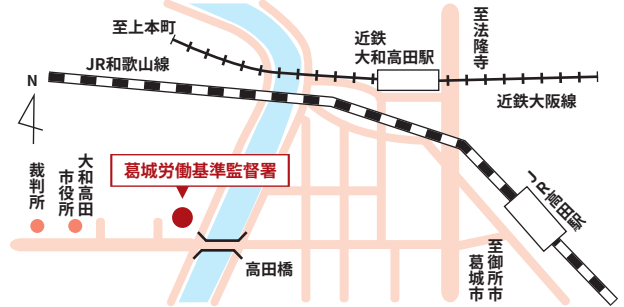 至上本町
JR和歌山線
N
近鉄
大和高田駅
至法隆寺
近鉄大阪線
葛城労働基準監督署
裁判所
大和高田
市役所
高田橋
JR高田駅
至御所市
葛城市